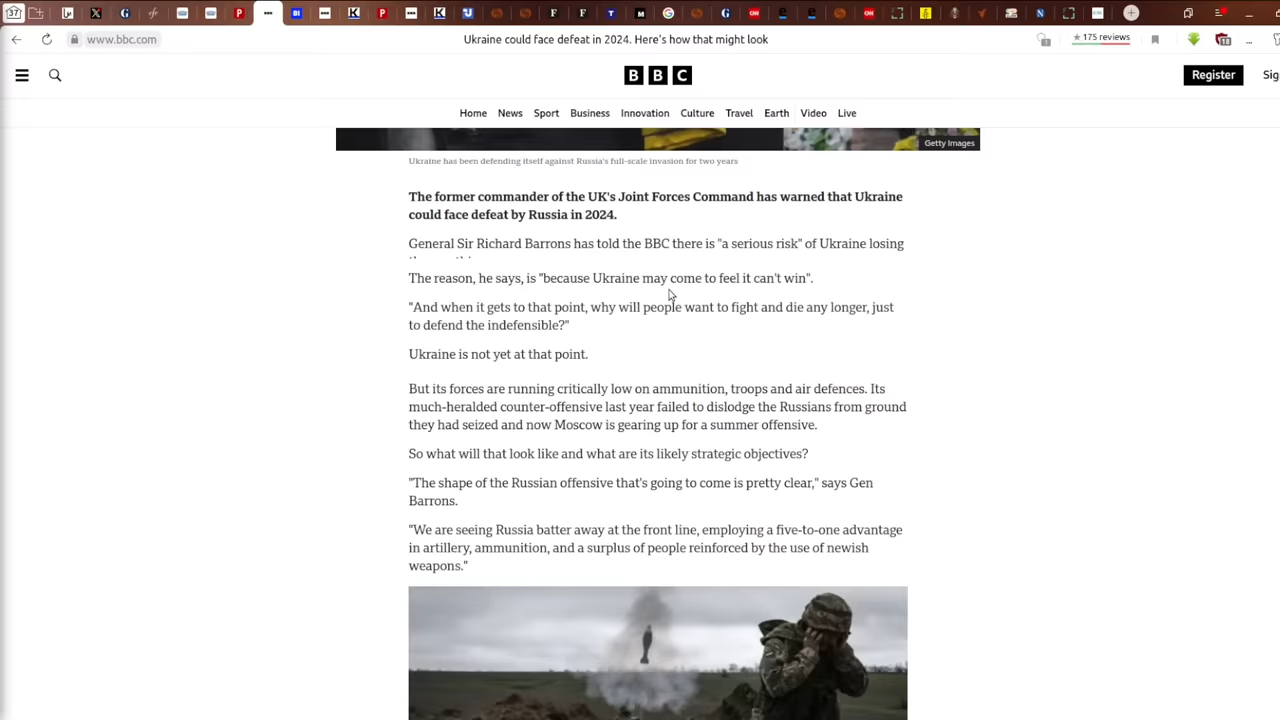 37
www.bbc.com
Ukraine could face defeat in 2024. Here's how that might look
★ 175 reviews
BBC
Register
Sig
Home News Sport Business Innovation Culture Travel Earth Video Live
Getty Images
Ukraine has been defending itself against Russia's full-scale invasion for two years
The former commander of the UK's Joint Forces Command has warned that Ukraine
could face defeat by Russia in 2024.
General Sir Richard Barrons has told the BBC there is "a serious risk" of Ukraine losing
The reason, he says, is "because Ukraine may come to feel it can't win".
"And when it gets to that point, why will people want to fight and die any longer, just
to defend the indefensible?"
Ukraine is not yet at that point.
But its forces are running critically low on ammunition, troops and air defences. Its
much-heralded counter-offensive last year failed to dislodge the Russians from ground
they had seized and now Moscow is gearing up for a summer offensive.
So what will that look like and what are its likely strategic objectives?
"The shape of the Russian offensive that's going to come is pretty clear," says Gen
Barrons.
"We are seeing Russia batter away at the front line, employing a five-to-one advantage
in artillery, ammunition, and a surplus of people reinforced by the use of newish
weapons."